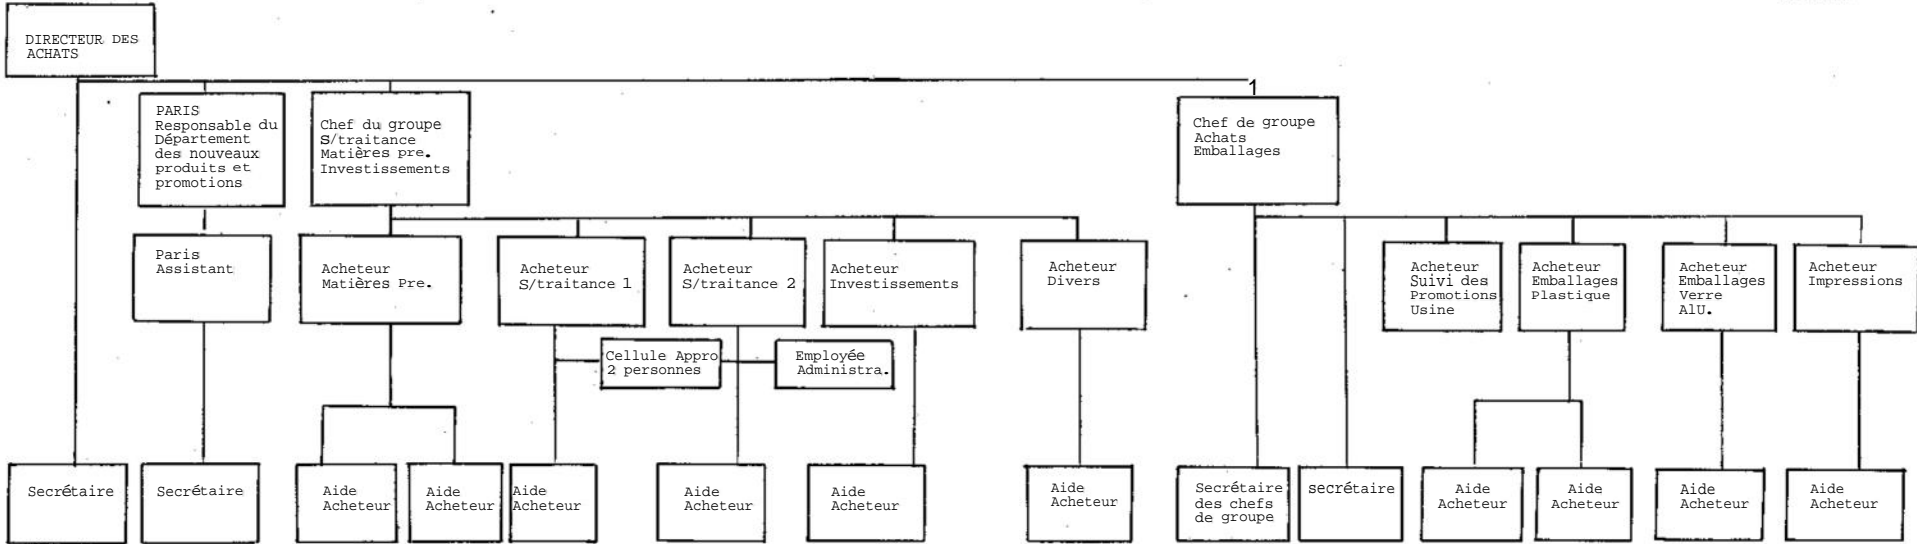 DIRECTEUR DES
ACHATS
1
PARIS
Responsable du
Département
des nouveaux
produits et
promotions
Chef du groupe
S/traitance
Matières pre.
Investissements
Chef de groupe
Achats
Emballages
Paris
Assistant
Acheteur
Matières Pre.
Acheteur
S/traitance 1
Acheteur
S/traitance 2
Acheteur
Investissements
Acheteur
Divers
Acheteur
Suivi des
Promotions
Usine
Acheteur
Emballages
Plastique
Acheteur
Emballages
Verre
AlU.
Acheteur
Impressions
Cellule Appro
2 personnes
Employée
Administra.
Secrétaire
Secrétaire
Aide
Acheteur
Aide
Acheteur
Aide
Acheteur
Aide
Acheteur
Aide
Acheteur
Aide
Acheteur
Secrétaire
des chefs
de groupe
secrétaire
Aide
Acheteur
Aide
Acheteur
Aide
Acheteur
Aide
Acheteur